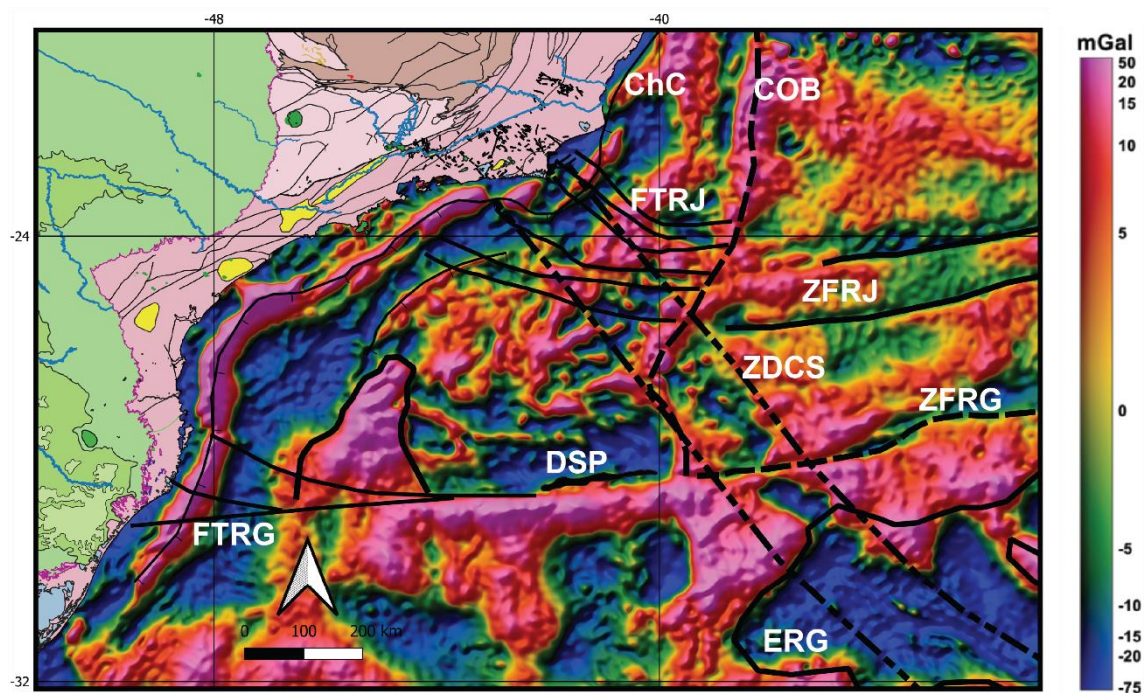 -48
-40
mGal
50
20
15
10
5
0
-5
-10
-15
-20
-75
ChC
COB
FTRJ
-24
ZFRJ
ZDCS
ZFRG
DSP
FTRG
0 100 200 km
ERG
-32